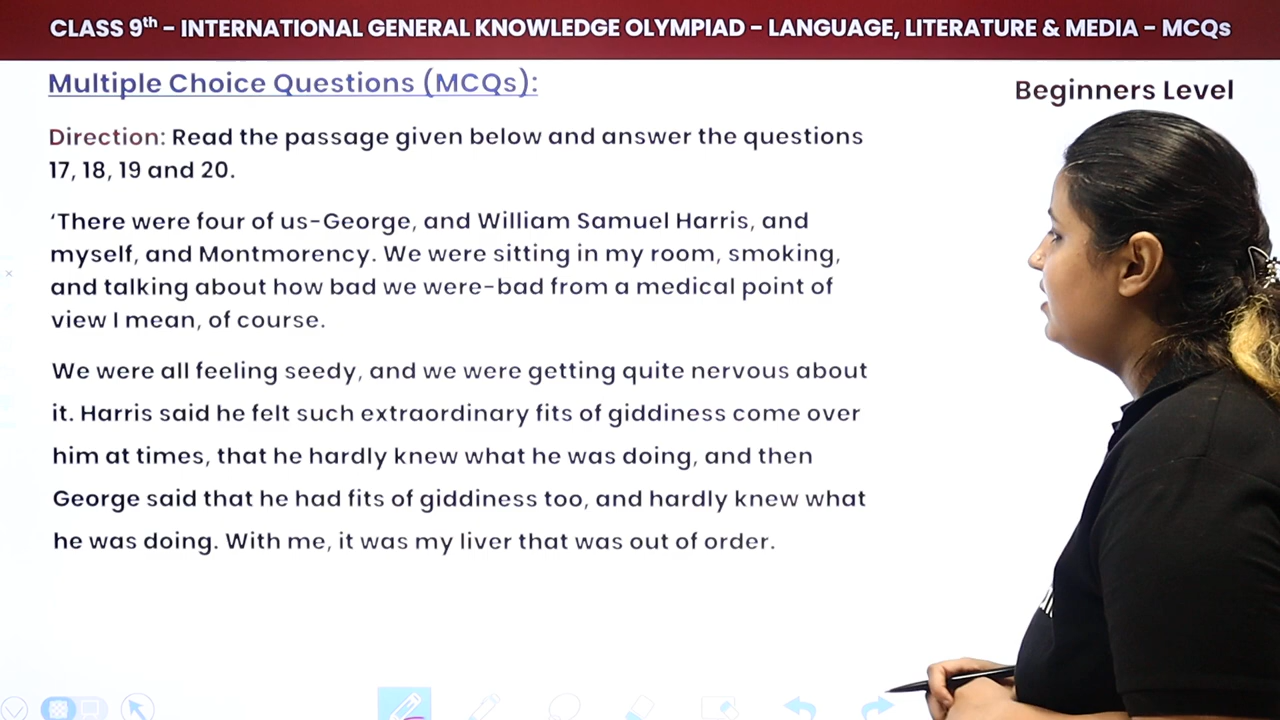 CLASS 9th - INTERNATIONAL GENERAL KNOWLEDGE OLYMPIAD - LANGUAGE, LITERATURE & MEDIA - MCQs
Multiple Choice Questions (MCQs):
Beginners Level
Direction: Read the passage given below and answer the questions
17, 18, 19 and 20.
‘There were four of us-George, and William Samuel Harris, and
myself, and Montmorency. We were sitting in my room, smoking,
and talking about how bad we were-bad from a medical point of
view I mean, of course.
We were all feeling seedy, and we were getting quite nervous about
it. Harris said he felt such extraordinary fits of giddiness come over
him at times, that he hardly knew what he was doing, and then
George said that he had fits of giddiness too, and hardly knew what
he was doing. With me, it was my liver that was out of order.